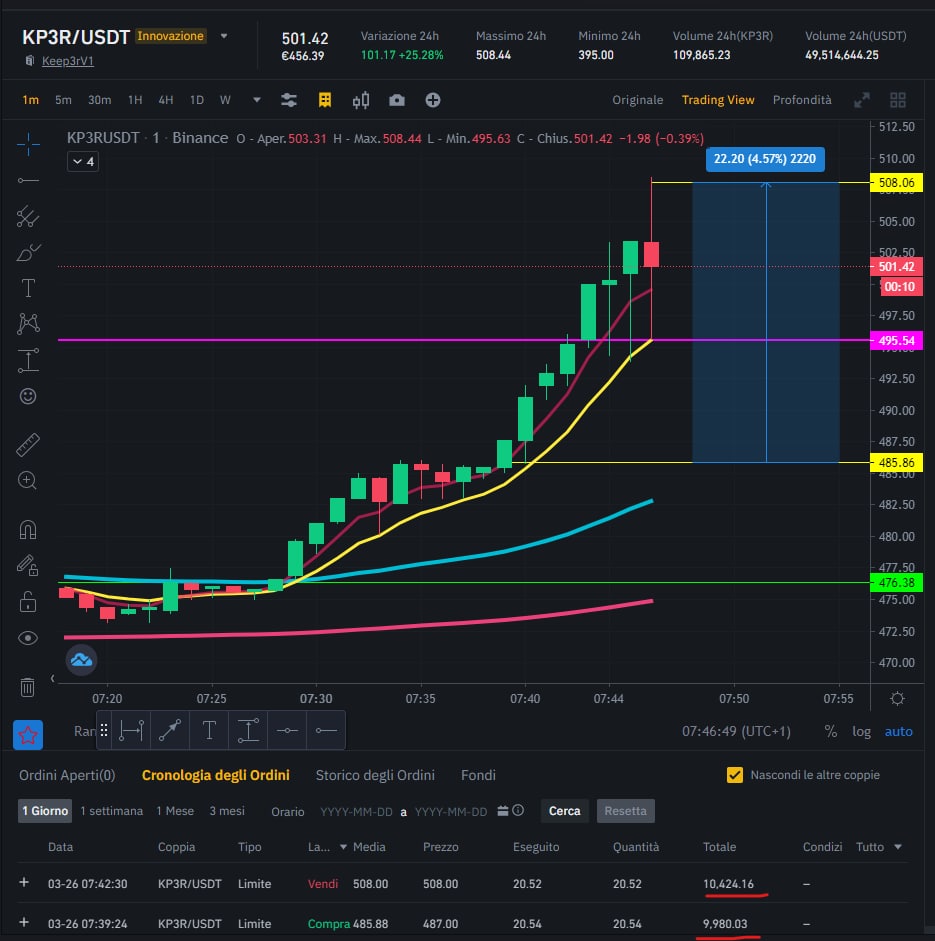 KP3R/USDT Innovazione
Keep3rV1
501.42
€456.39
Variazione 24h
101.17 +25.28%
Massimo 24h
508.44
Minimo 24h
395.00
Volume 24h(KP3R)
109,865.23
Volume 24h(USDT)
49,514,644.25
1m 5m 30m 1H 4H 1D W
Originale Trading View Profondità
KP3RUSDT · 1 · Binance O - Aper.503.31 H - Max.508.44 L - Min.495.63 C - Chius.501.42 −1.98 (−0.39%)
4
22.20 (4.57%) 2220
512.50
510.00
508.06
505.00
502.50
501.42
00:10
497.50
495.54
492.50
490.00
487.50
485.86
485.00
482.50
480.00
477.50
476.38
475.00
472.50
470.00
07:20 07:25 07:30 07:35 07:40 07:44 07:50 07:55
Ran
T
07:46:49 (UTC+1) % log auto
Ordini Aperti(0) Cronologia degli Ordini Storico degli Ordini Fondi
Nascondi le altre coppie
1 Giorno 1 settimana 1 Mese 3 mesi Orario YYYY-MM-DD a YYYY-MM-DD Cerca Resetta
Data Coppia Tipo La... Media Prezzo Eseguito Quantità Totale Condizi Tutto
+ 03-26 07:42:30 KP3R/USDT Limite Vendi 508.00 508.00 20.52 20.52 10,424.16 –
+ 03-26 07:39:24 KP3R/USDT Limite Compra 485.88 487.00 20.54 20.54 9,980.03 –